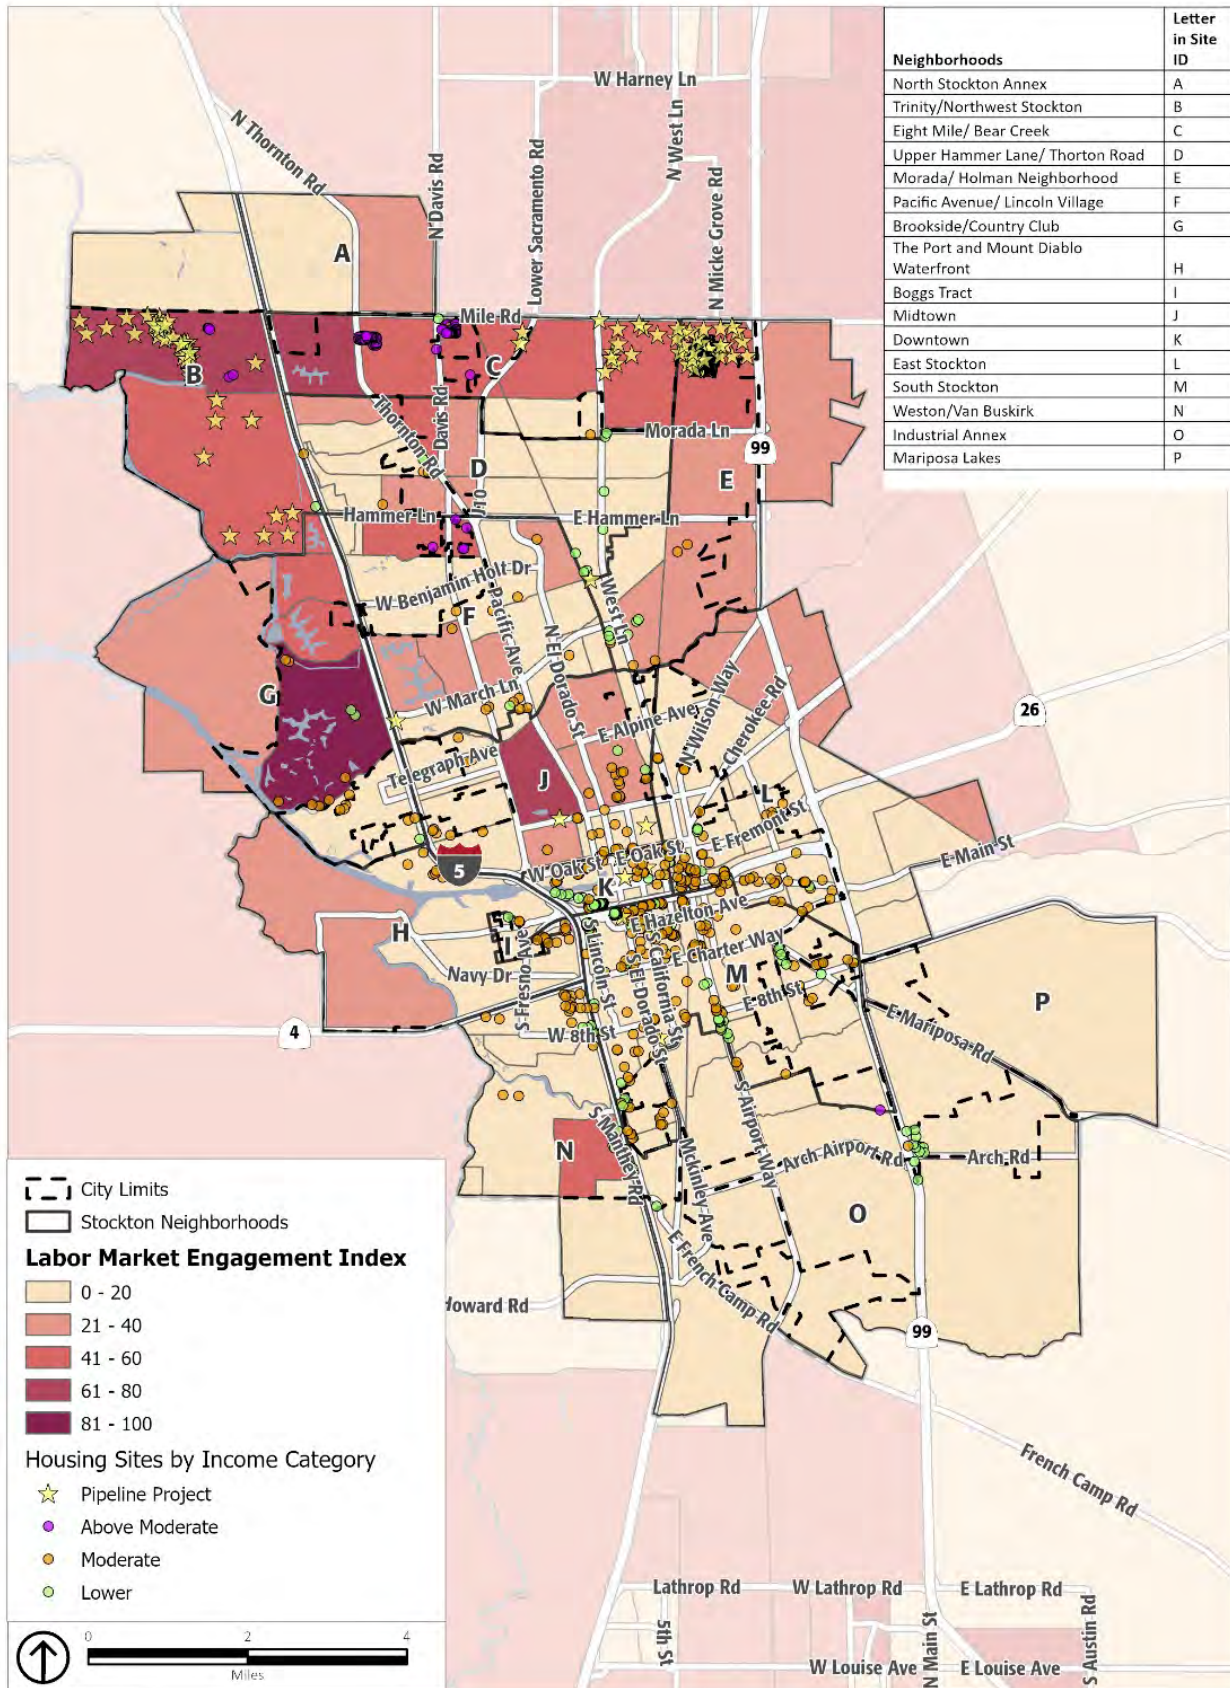 Neighborhoods
Letter
in Site
ID
North Stockton Annex A
Trinity/Northwest Stockton B
Eight Mile/ Bear Creek C
Upper Hammer Lane/ Thorton Road D
Morada/ Holman Neighborhood E
Pacific Avenue/ Lincoln Village F
Brookside/Country Club G
The Port and Mount Diablo
Waterfront H
Boggs Tract I
Midtown J
Downtown K
East Stockton L
South Stockton M
Weston/Van Buskirk N
Industrial Annex O
Mariposa Lakes P
W Harney Ln
N Thornton Rd
N Davis Rd
Lower Sacramento Rd
N West Ln
N Micke Grove Rd
A
Mile Rd
B
C
Thornton Rd
Davis Rd
Morada Ln
99
D
E
J 10
Hammer Ln
E Hammer Ln
W Benjamin Holt Dr
F
Pacific Ave
N El Dorado St
West Ln
G
W March Ln
N Wilson Way
Cherokee Rd
26
E Alpine Ave
Telegraph Ave
J
L
E Fremont St
E Main St
5
W Oak St
E Oak St
K
E Hazelton Ave
H
I
S Fresno Ave
S Lincoln St
S El Dorado St
S California St
E Charter Way
Navy Dr
M
P
4
W 8th St
E 8th St
E Mariposa Rd
S Manthey Rd
S Airport Way
N
Mckinley Ave
Arch Airport Rd
Arch Rd
O
E French Camp Rd
Howard Rd
99
French Camp Rd
Lathrop Rd
W Lathrop Rd
E Lathrop Rd
5th St
N Main St
S Austin Rd
W Louise Ave
E Louise Ave
City Limits
Stockton Neighborhoods
Labor Market Engagement Index
0 - 20
21 - 40
41 - 60
61 - 80
81 - 100
Housing Sites by Income Category
Pipeline Project
Above Moderate
Moderate
Lower
0 2 4
Miles